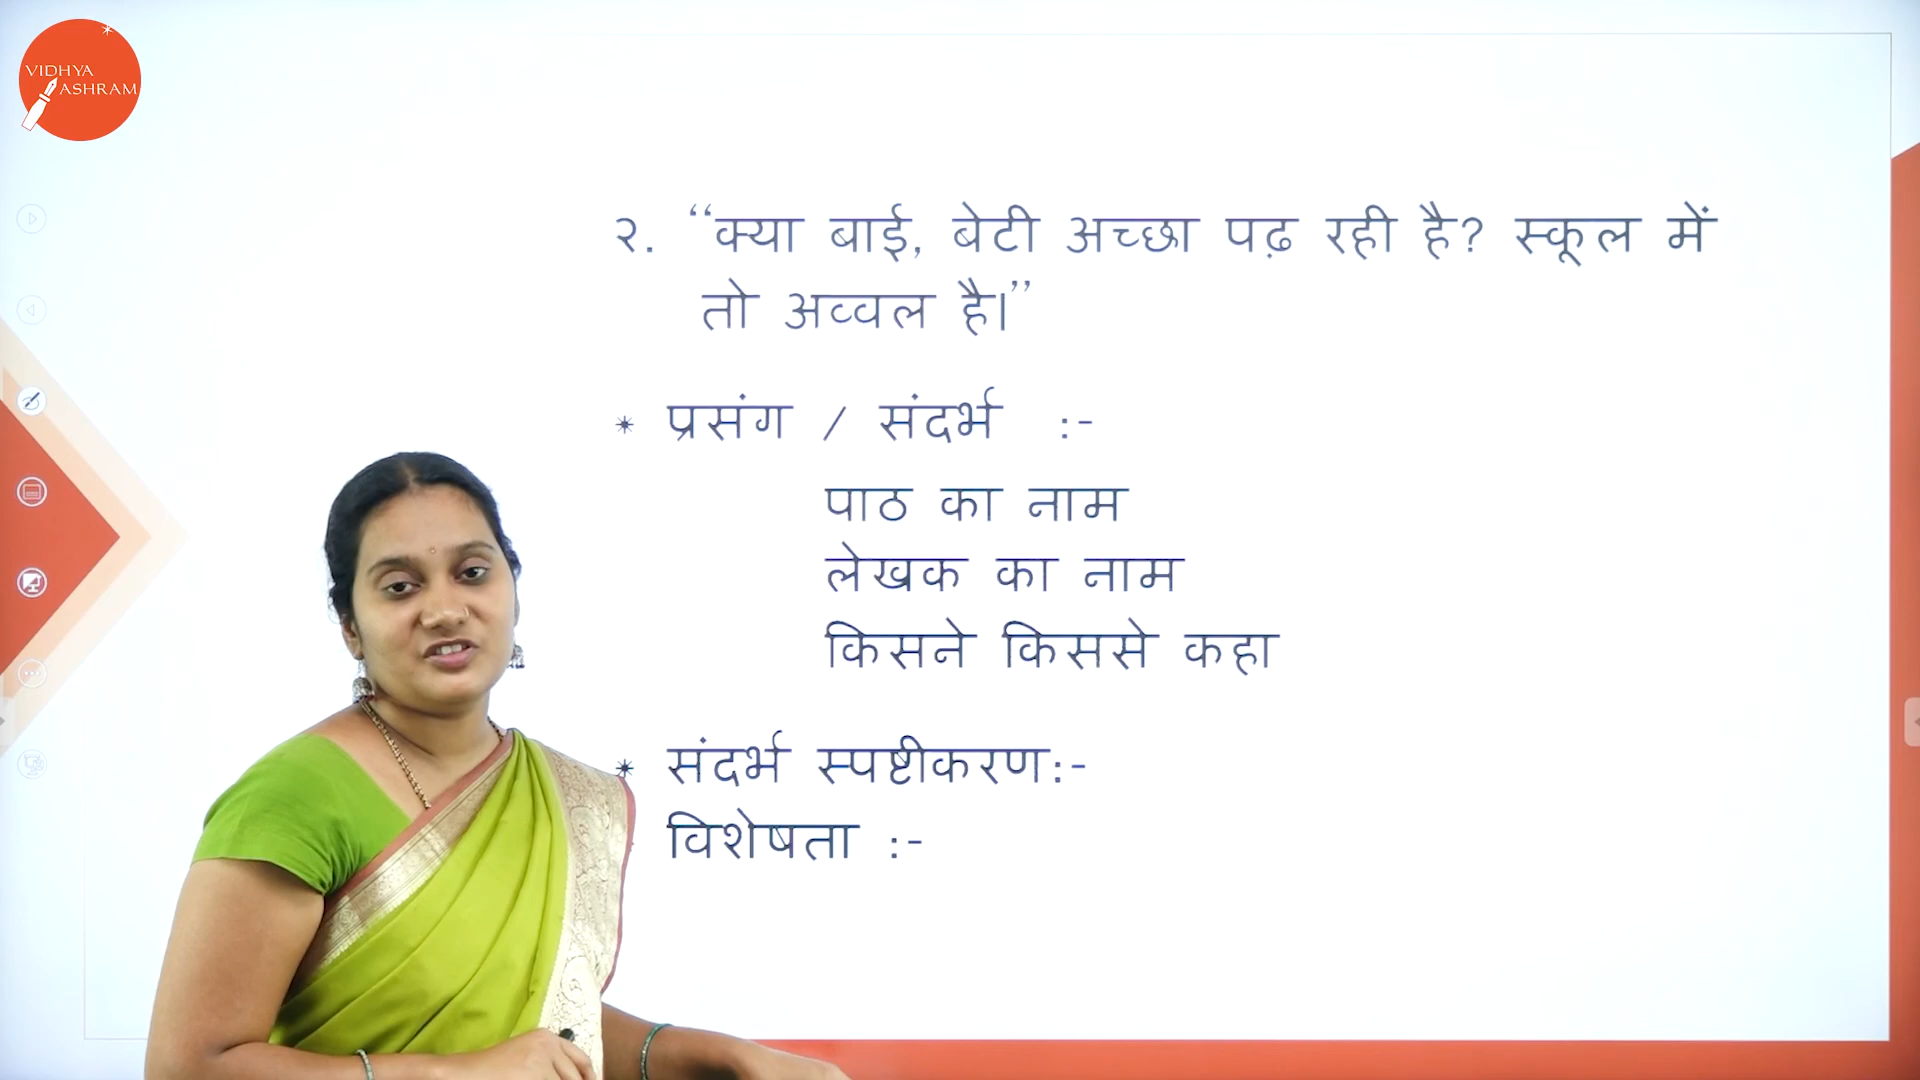 VIDHYA
ASHRAM
२. “क्या बाई, बेटी अच्छा पढ़ रही है? स्कूल में
तो अव्वल है।”
* प्रसंग / संदर्भ :-
पाठ का नाम
लेखक का नाम
किसने किससे कहा
* संदर्भ स्पष्टीकरण:-
विशेषता :-